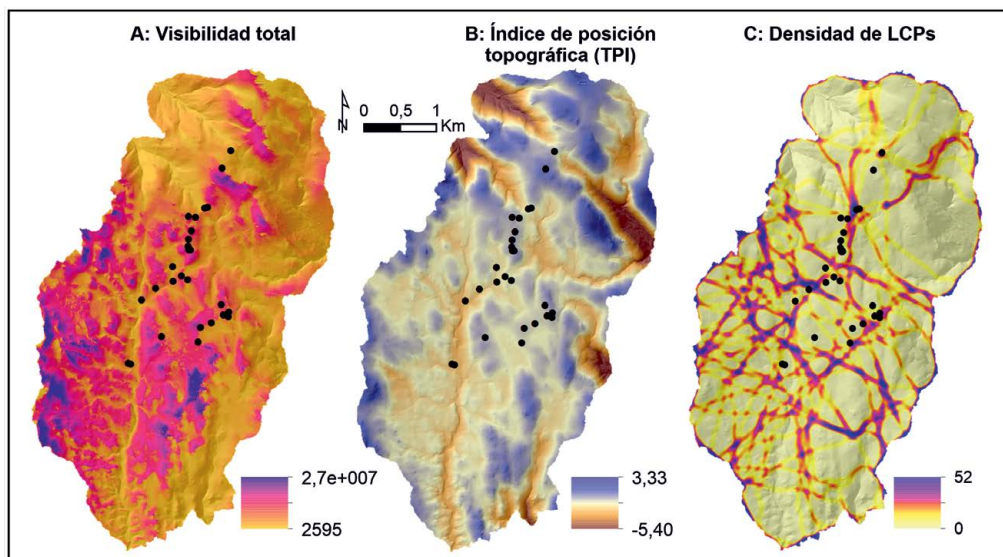 A: Visibilidad total
B: Índice de posición
topográfica (TPI)
C: Densidad de LCPs
N
0 0,5 1
Km
2,7e+007
2595
3,33
-5,40
52
0